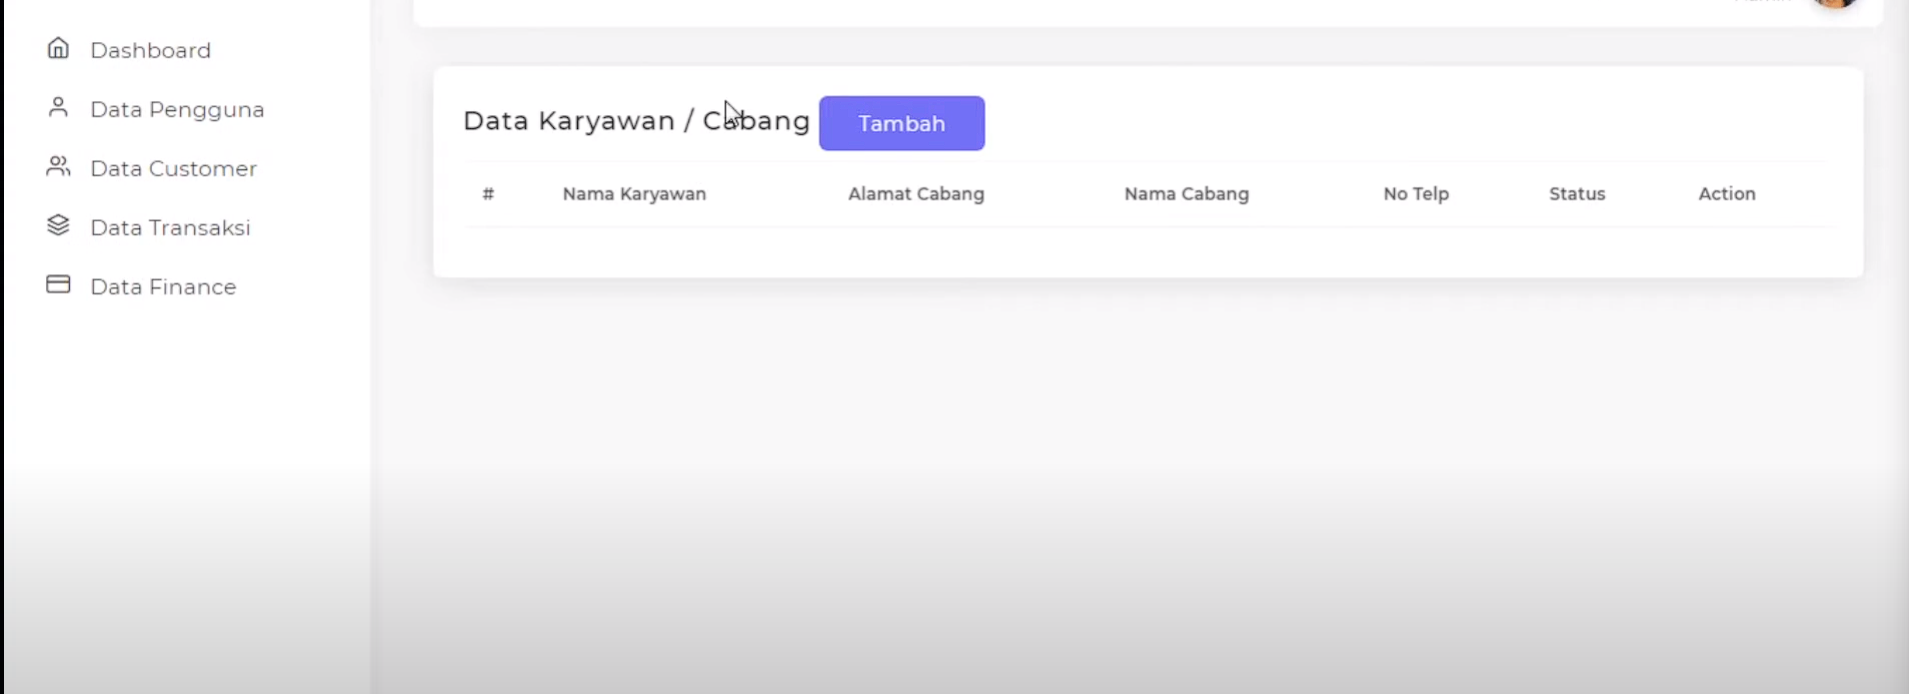 Dashboard
Data Pengguna
Data Customer
Data Transaksi
Data Finance
Data Karyawan / Cabang
Tambah
# Nama Karyawan Alamat Cabang Nama Cabang No Telp Status Action